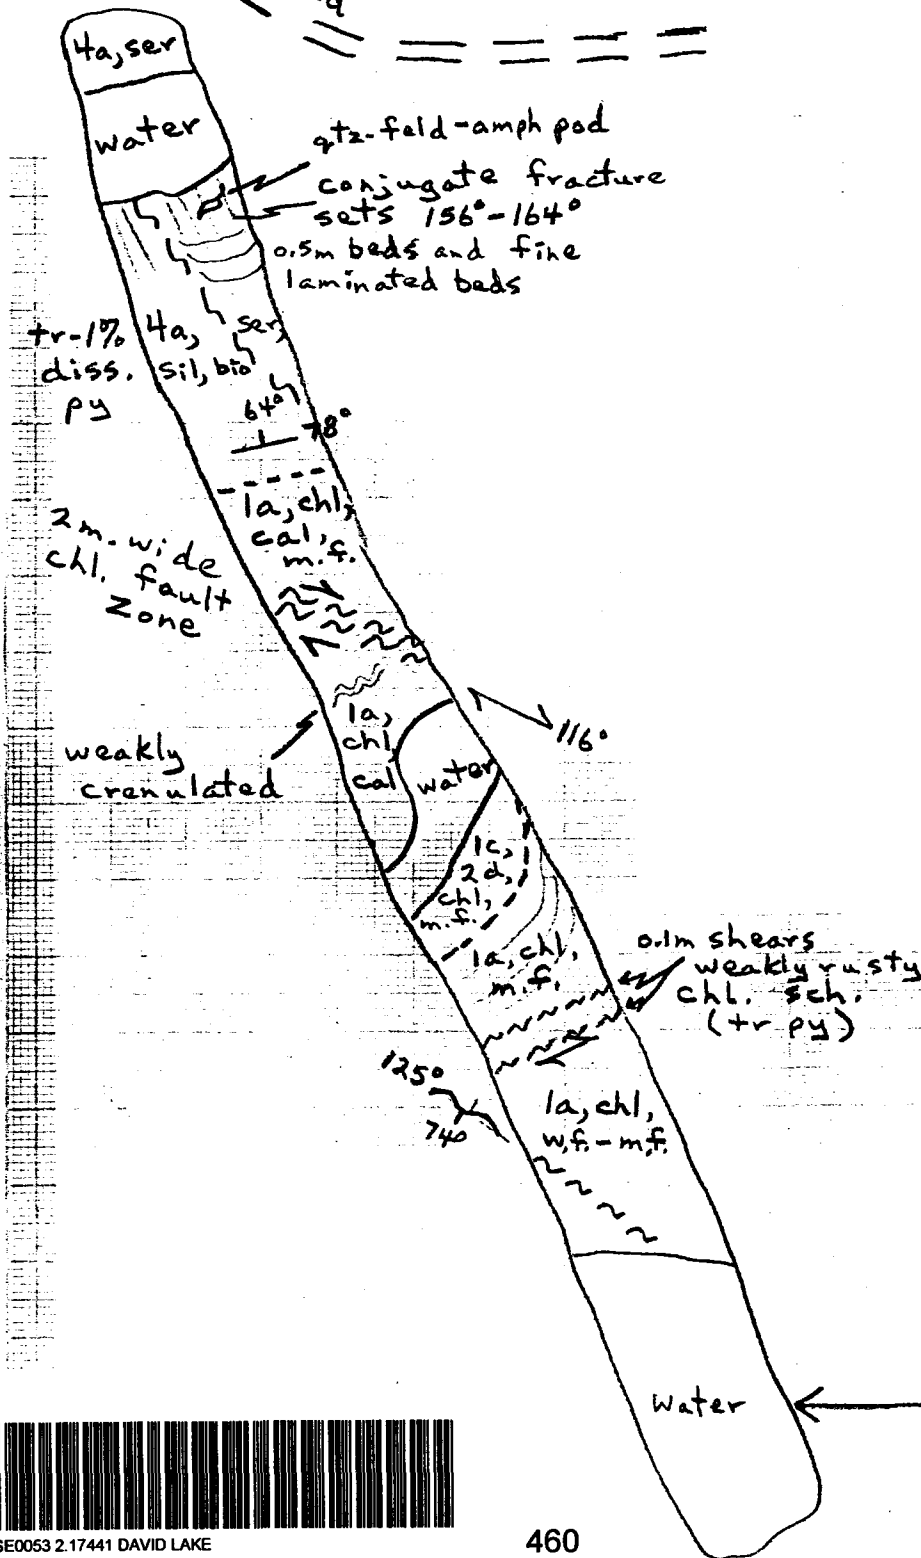 4a, ser
water
qtz-feld-amph pod
conjugate fracture
sets 156°-164°
0.5m beds and fine
laminated beds
tr-1%
diss.
py
4a, ser,
sil, bio
64°
78°
1a, chl,
cal,
m.f.
2m. wide
chl. fault
zone
weakly
crenulated
1a,
chl,
cal
water
116°
1c,
2d,
chl,
m.f.
1a, chl,
m.f.
0.1m shears
weakly rusty
chl. sch.
(tr py)
125°
74°
1a, chl,
w.f.-m.f.
water
SE0053 2.17441 DAVID LAKE
460